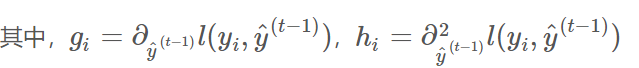 其中，$g_i = \partial_{\hat{y}^{(t-1)}} l(y_i, \hat{y}^{(t-1)})$，$h_i = \partial^2_{\hat{y}^{(t-1)}} l(y_i, \hat{y}^{(t-1)})$